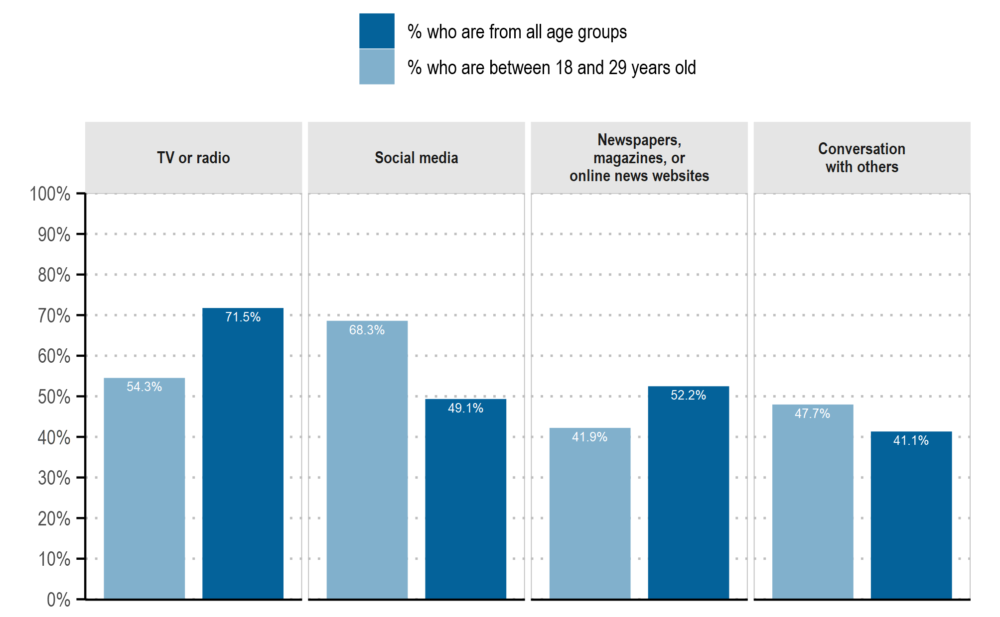 % who are from all age groups
% who are between 18 and 29 years old
TV or radio
Social media
Newspapers,
magazines, or
online news websites
Conversation
with others
100%
90%
80%
70%
60%
50%
40%
30%
20%
10%
0%
54.3%
71.5%
68.3%
49.1%
41.9%
52.2%
47.7%
41.1%